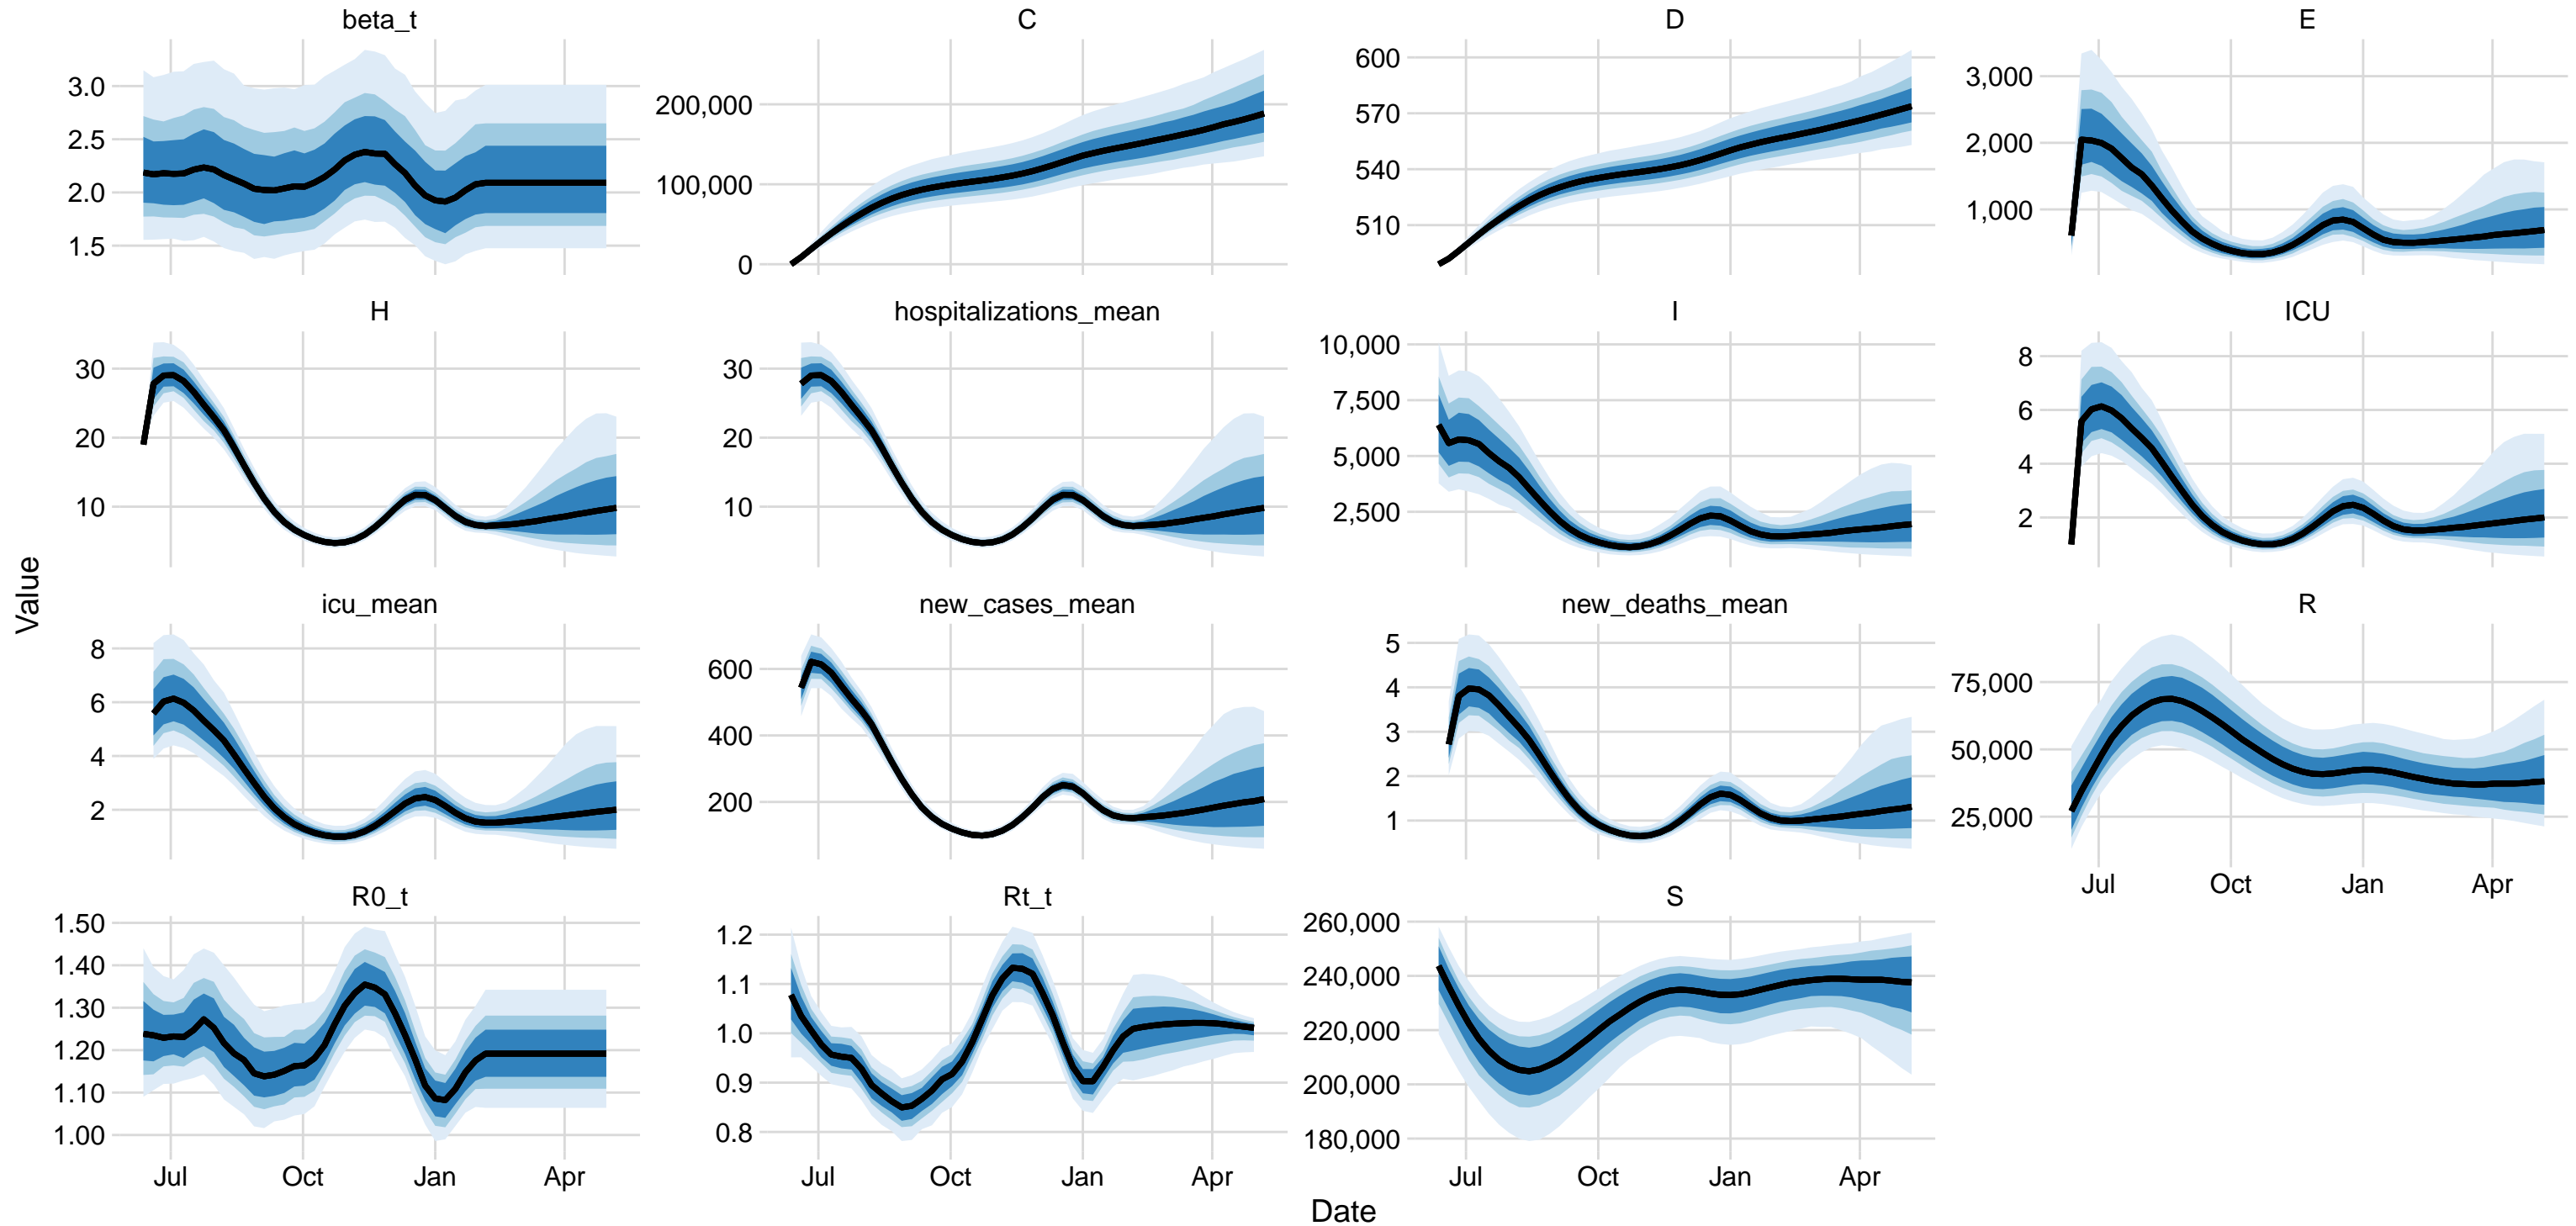 beta_t
C
D
E
3.0
2.5
2.0
1.5
200,000
100,000
0
600
570
540
510
3,000
2,000
1,000
H
hospitalizations_mean
I
ICU
30
20
10
30
20
10
10,000
7,500
5,000
2,500
8
6
4
2
Value
icu_mean
new_cases_mean
new_deaths_mean
R
8
6
4
2
600
400
200
5
4
3
2
1
75,000
50,000
25,000
Jul Oct Jan Apr
R0_t
Rt_t
S
1.50
1.40
1.30
1.20
1.10
1.00
1.2
1.1
1.0
0.9
0.8
260,000
240,000
220,000
200,000
180,000
Jul Oct Jan Apr
Jul Oct Jan Apr
Jul Oct Jan Apr
Date